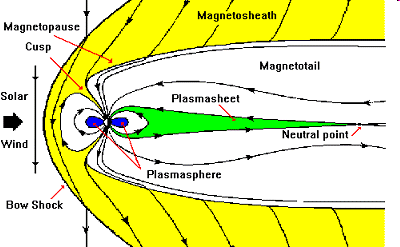 Magnetosheath
Magnetopause
Cusp
Magnetotail
Solar
Wind
Plasmasheet
Neutral point
Plasmasphere
Bow Shock